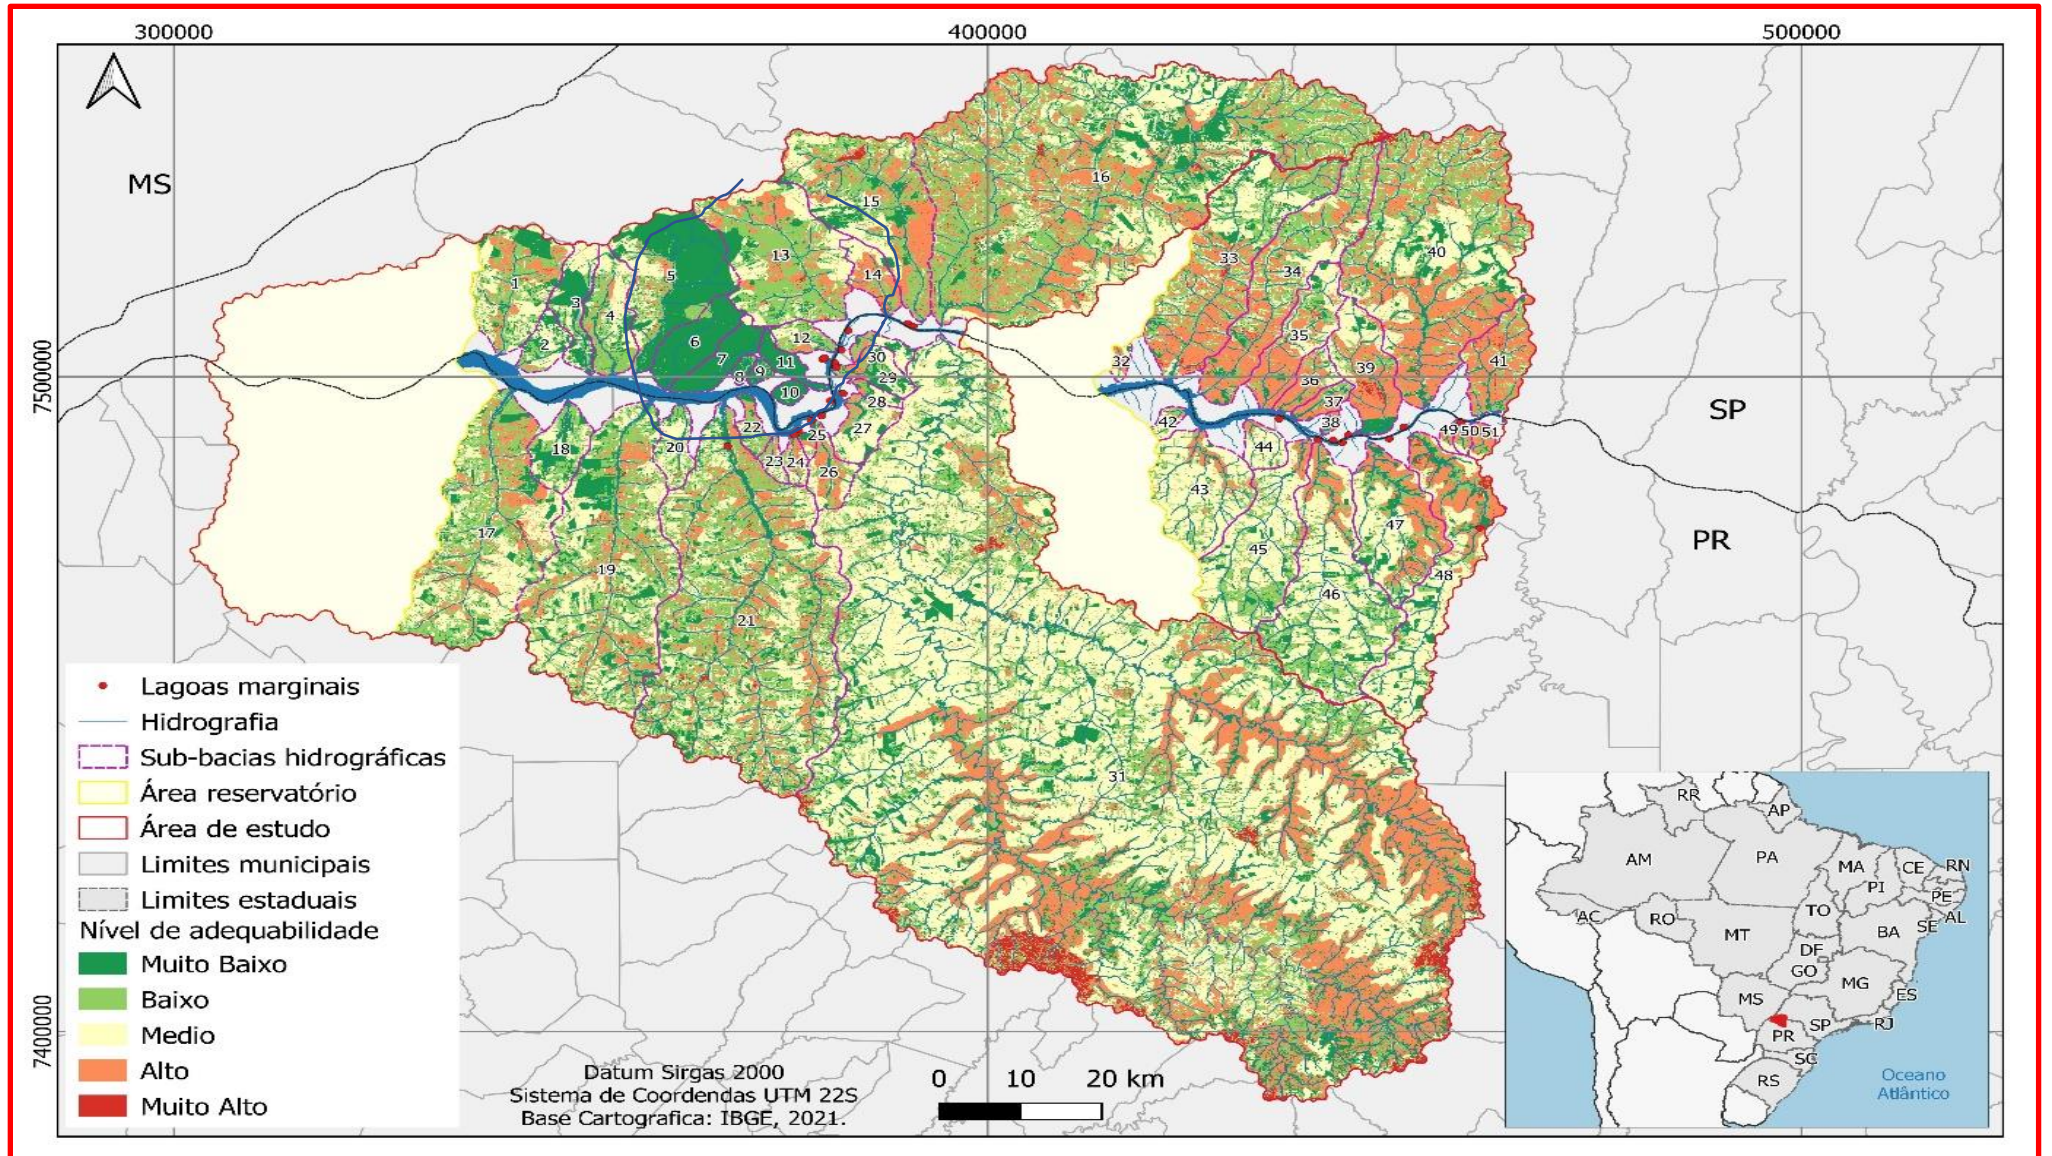 300000
400000
500000
MS
16
15
13
14
5
1
3
4
2
6
7
8
9
10
11
12
30
29
28
27
25
22
20
18
23
24
26
17
19
21
31
33
34
40
35
32
36
39
41
37
38
42
44
49
50
51
43
45
46
47
48
7500000
7400000
SP
PR
Lagoas marginais
Hidrografia
Sub-bacias hidrográficas
Área reservatório
Área de estudo
Limites municipais
Limites estaduais
Nível de adequabilidade
Muito Baixo
Baixo
Medio
Alto
Muito Alto
Datum Sirgas 2000
Sistema de Coordendas UTM 22S
Base Cartografica: IBGE, 2021.
0 10 20 km
RR
AP
AM
PA
MA
CE
RN
PI
PE
AL
AC
RO
TO
SE
BA
MT
DF
GO
MG
MS
ES
SP
RJ
PR
SC
RS
Oceano
Atlântico